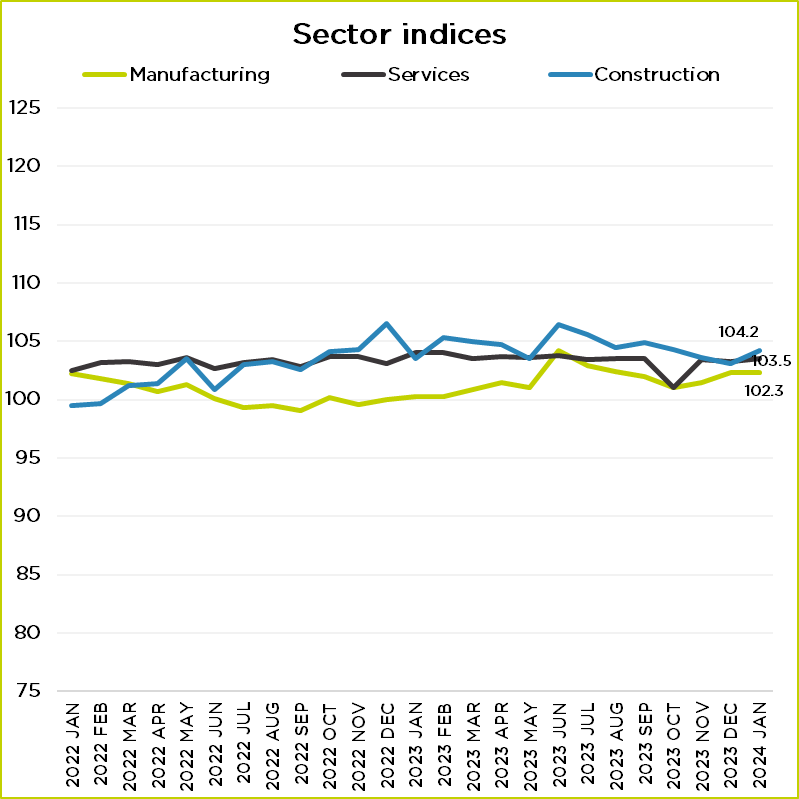 Sector indices
Manufacturing Services Construction
125
120
115
110
105
100
95
90
85
80
75
104.2
103.5
102.3
2022 JAN
2022 FEB
2022 MAR
2022 APR
2022 MAY
2022 JUN
2022 JUL
2022 AUG
2022 SEP
2022 OCT
2022 NOV
2022 DEC
2023 JAN
2023 FEB
2023 MAR
2023 APR
2023 MAY
2023 JUN
2023 JUL
2023 AUG
2023 SEP
2023 OCT
2023 NOV
2023 DEC
2024 JAN